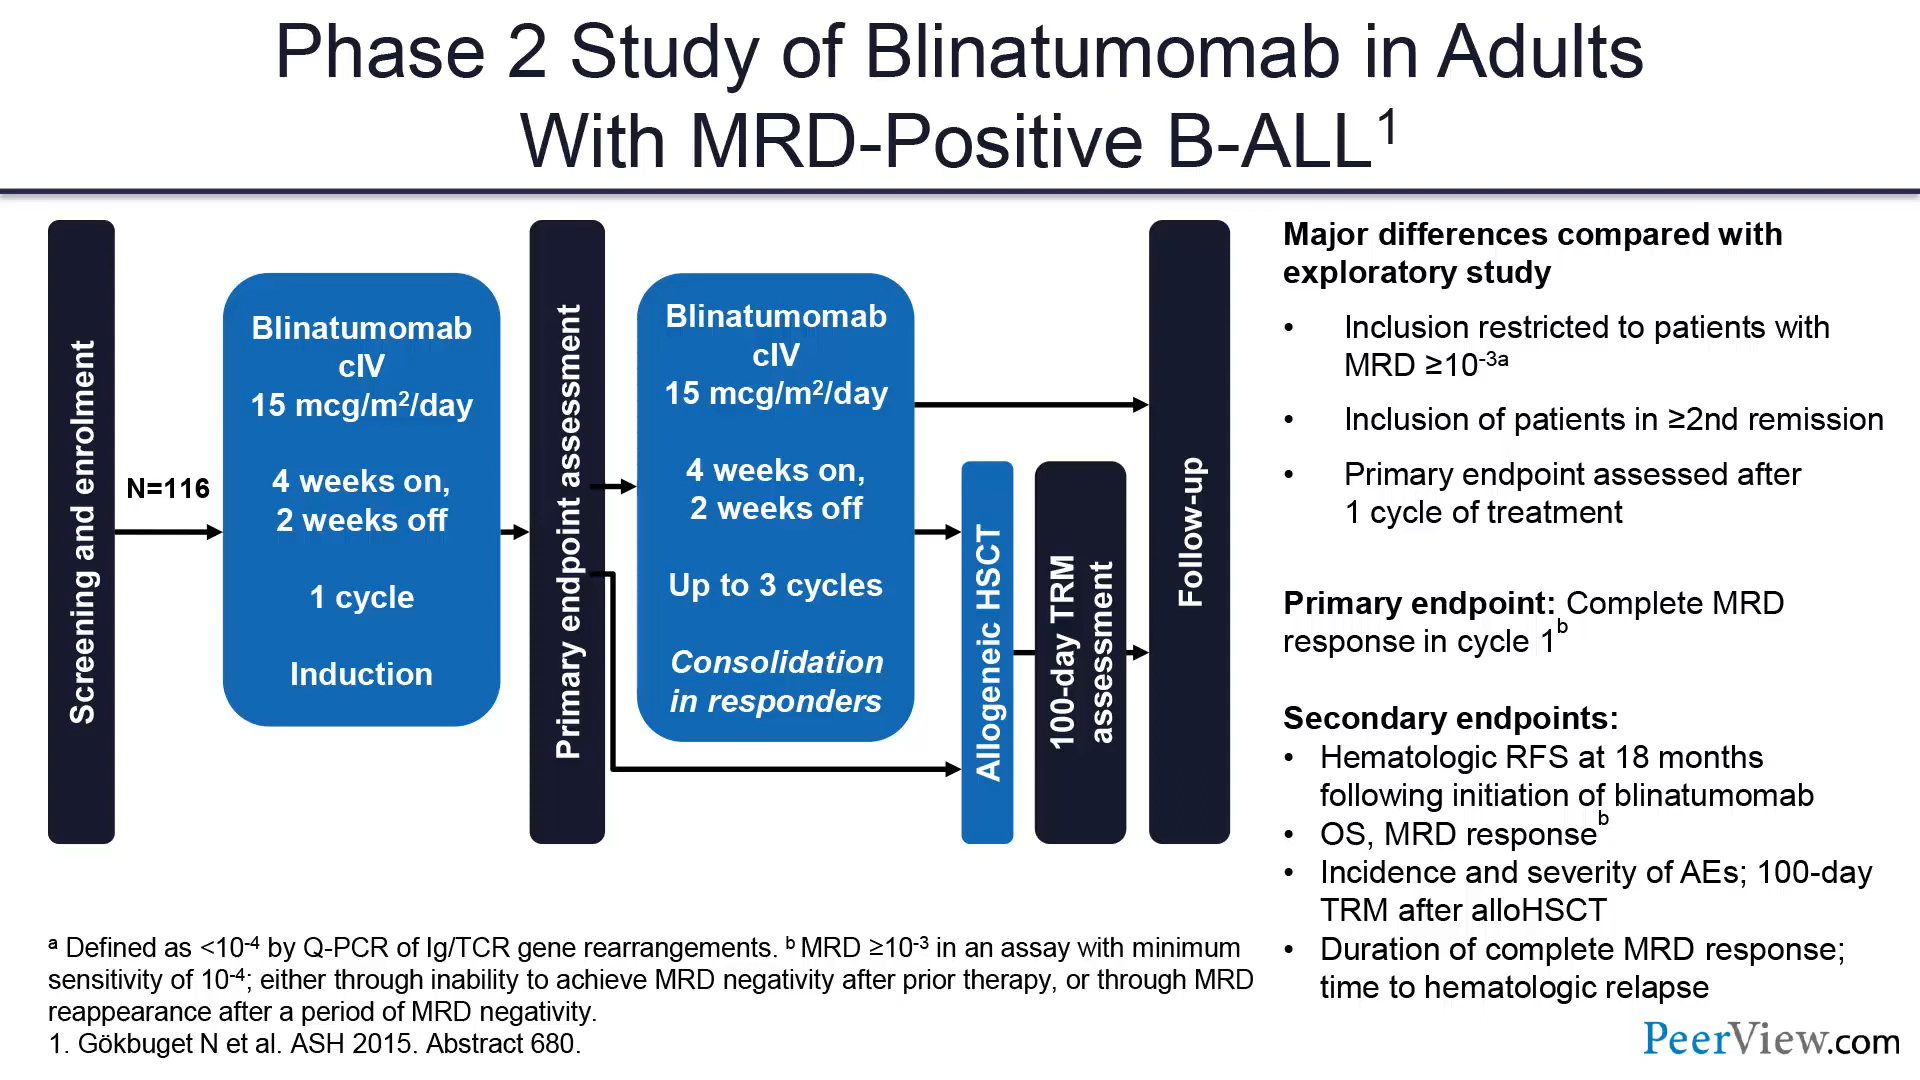 Phase 2 Study of Blinatumomab in Adults
With MRD-Positive B-ALL¹
Screening and enrolment
N=116
Blinatumomab
cIV
15 mcg/m²/day
4 weeks on,
2 weeks off
1 cycle
Induction
Primary endpoint assessment
Blinatumomab
cIV
15 mcg/m²/day
4 weeks on,
2 weeks off
Up to 3 cycles
Consolidation
in responders
Allogeneic HSCT
100-day TRM
assessment
Follow-up
Major differences compared with
exploratory study
• Inclusion restricted to patients with
MRD ≥10⁻³ᵃ
• Inclusion of patients in ≥2nd remission
• Primary endpoint assessed after
1 cycle of treatment
Primary endpoint: Complete MRD
response in cycle 1ᵇ
Secondary endpoints:
• Hematologic RFS at 18 months
following initiation of blinatumomab
• OS, MRD responseᵇ
• Incidence and severity of AEs; 100-day
TRM after alloHSCT
• Duration of complete MRD response;
time to hematologic relapse
ᵃ Defined as <10⁻⁴ by Q-PCR of Ig/TCR gene rearrangements. ᵇ MRD ≥10⁻³ in an assay with minimum
sensitivity of 10⁻⁴; either through inability to achieve MRD negativity after prior therapy, or through MRD
reappearance after a period of MRD negativity.
1. Gökbuget N et al. ASH 2015. Abstract 680.
PeerView.com